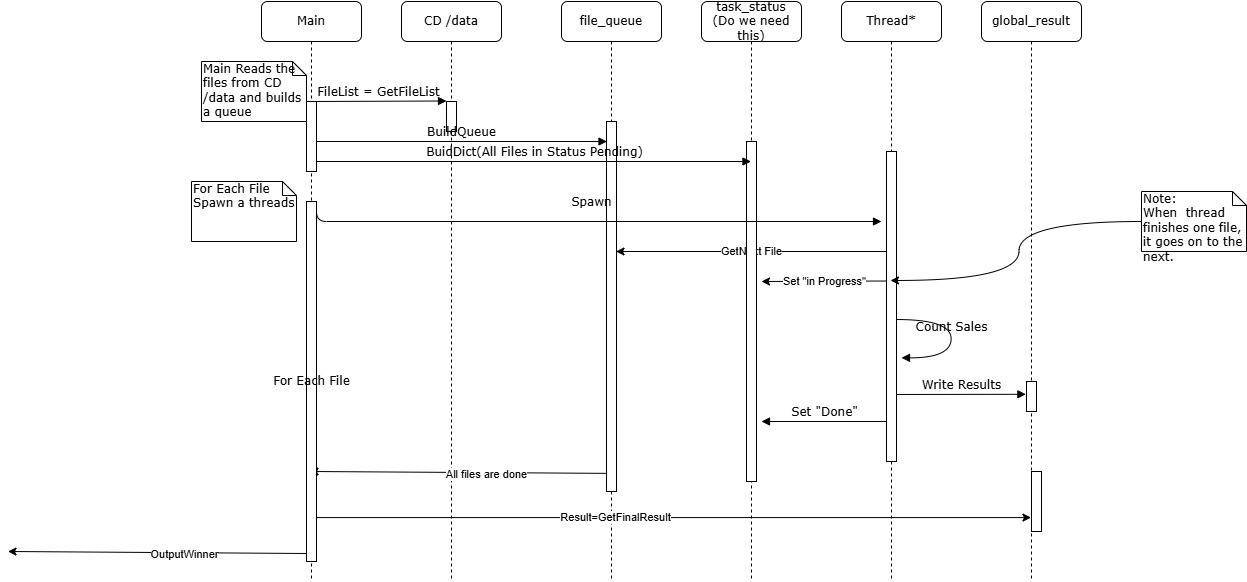 Main
CD /data
file_queue
task_status
(Do we need
this)
Thread*
global_result
Main Reads the
files from CD
/data and builds
a queue
FileList = GetFileList
BuildQueue
BuidDict(All Files in Status Pending)
For Each File
Spawn a threads
Spawn
Note:
When thread
finishes one file,
it goes on to the
next.
GetNext File
Set "in Progress"
Count Sales
For Each File
Write Results
Set "Done"
All files are done
Result=GetFinalResult
OutputWinner